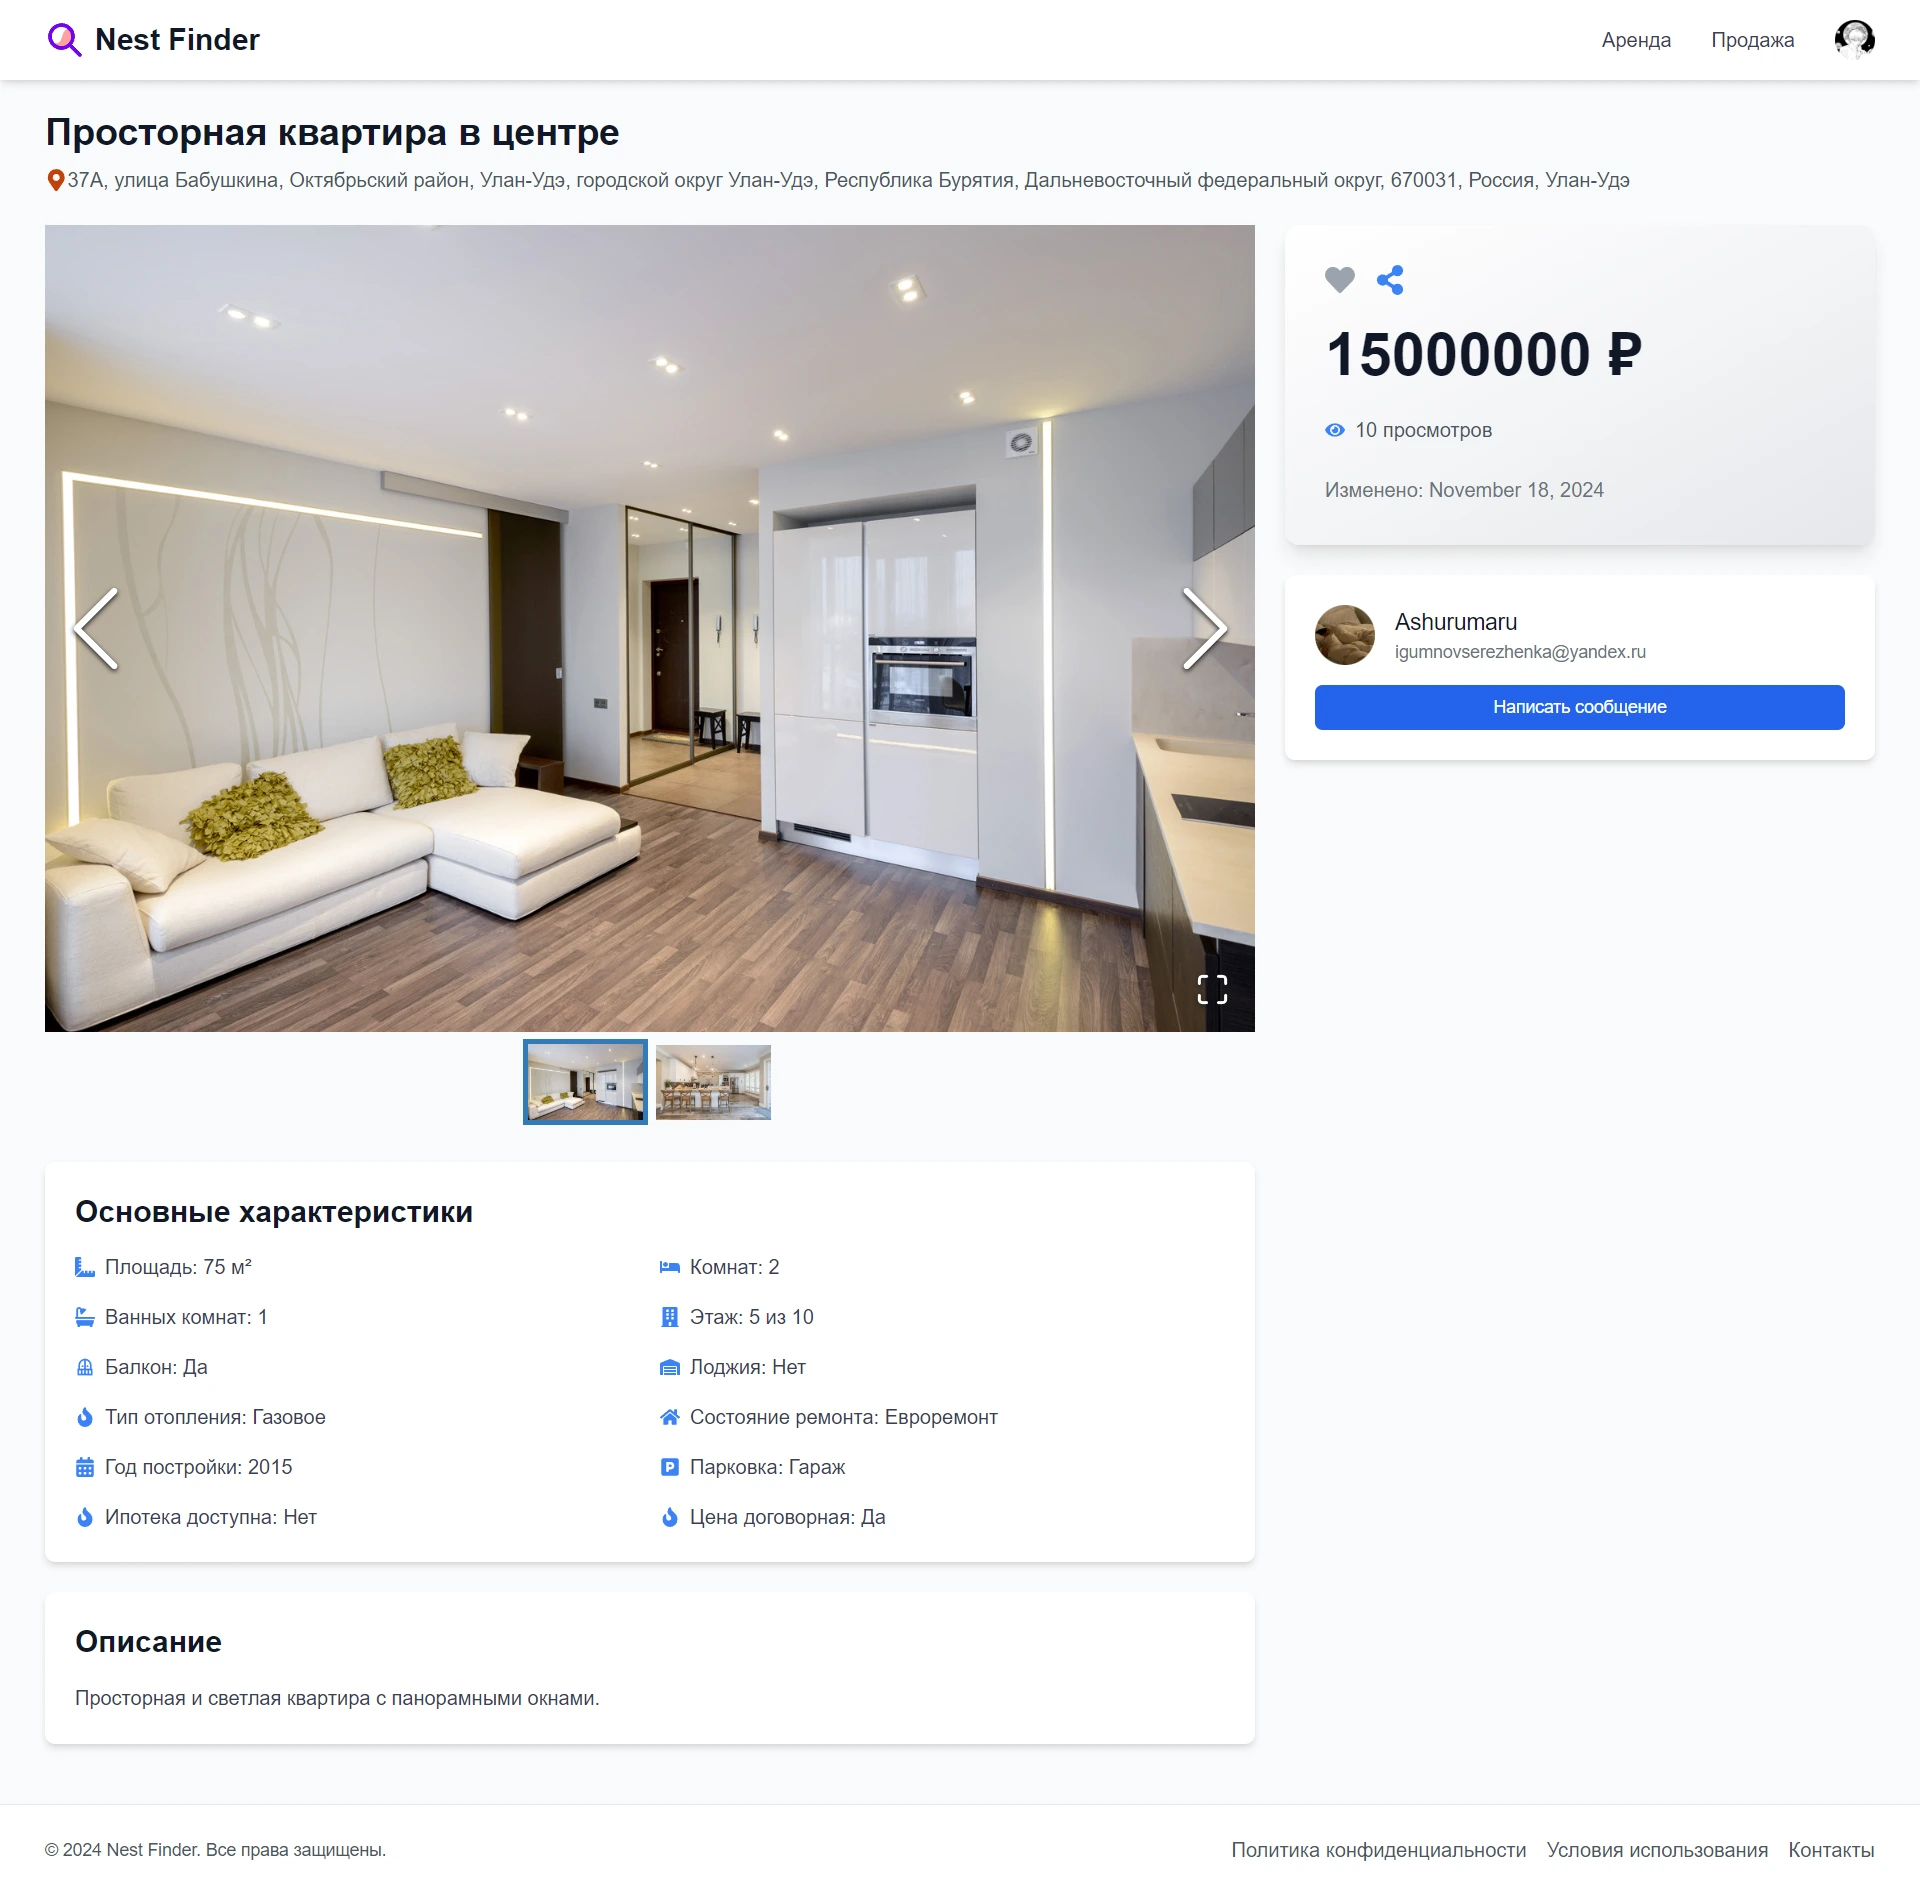 Nest Finder
Аренда
Продажа
Просторная квартира в центре
37А, улица Бабушкина, Октябрьский район, Улан-Удэ, городской округ Улан-Удэ, Республика Бурятия, Дальневосточный федеральный округ, 670031, Россия, Улан-Удэ
15000000 ₽
10 просмотров
Изменено: November 18, 2024
Ashurumaru
igumnovserezhenka@yandex.ru
Написать сообщение
Основные характеристики
Площадь: 75 м²
Комнат: 2
Ванных комнат: 1
Этаж: 5 из 10
Балкон: Да
Лоджия: Нет
Тип отопления: Газовое
Состояние ремонта: Евроремонт
Год постройки: 2015
Парковка: Гараж
Ипотека доступна: Нет
Цена договорная: Да
Описание
Просторная и светлая квартира с панорамными окнами.
© 2024 Nest Finder. Все права защищены.
Политика конфиденциальности
Условия использования
Контакты